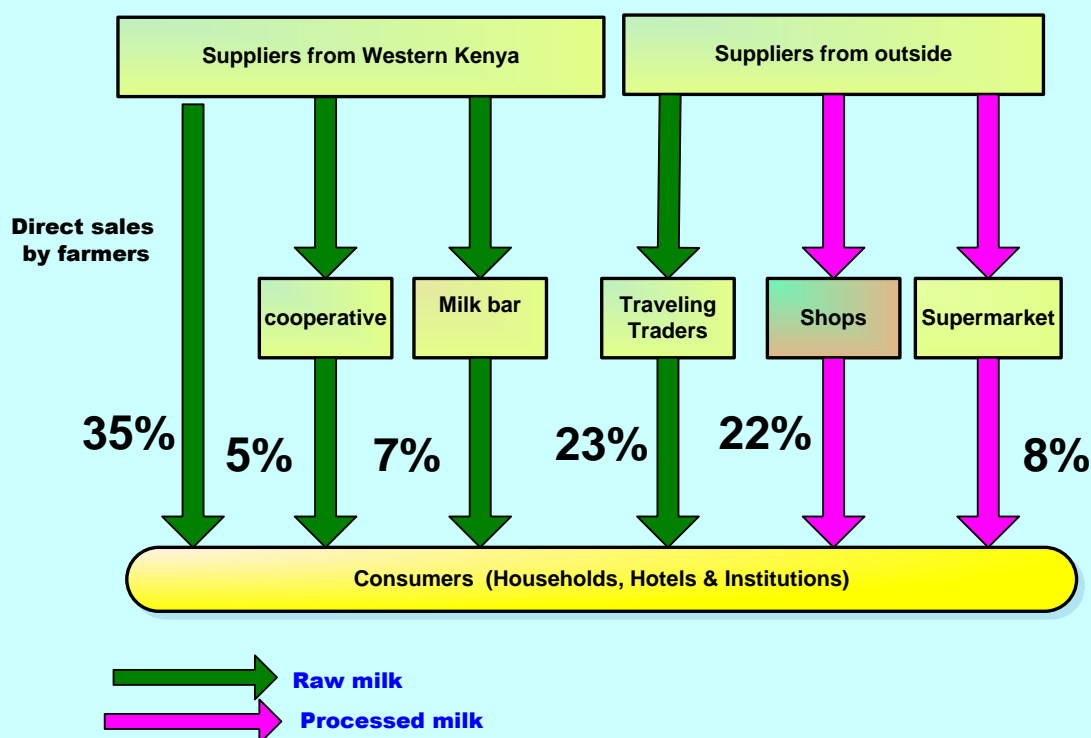 Suppliers from Western Kenya
Suppliers from outside
Direct sales
by farmers
cooperative
Milk bar
Traveling
Traders
Shops
Supermarket
35%
5%
7%
23%
22%
8%
Consumers (Households, Hotels & Institutions)
Raw milk
Processed milk